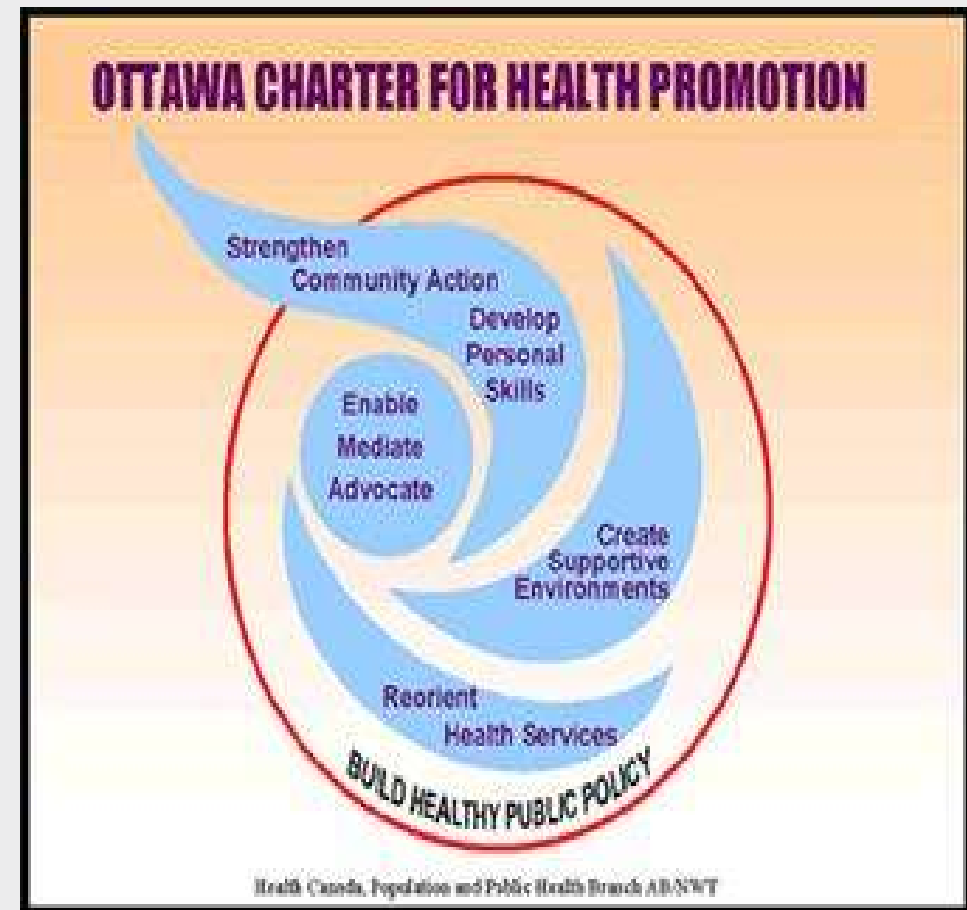 OTTAWA CHARTER FOR HEALTH PROMOTION
Strengthen
Community Action
Develop
Personal
Skills
Enable
Mediate
Advocate
Create
Supportive
Environments
Reorient
Health Services
BUILD HEALTHY PUBLIC POLICY
Health Canada, Population and Public Health Branch AB/NWT